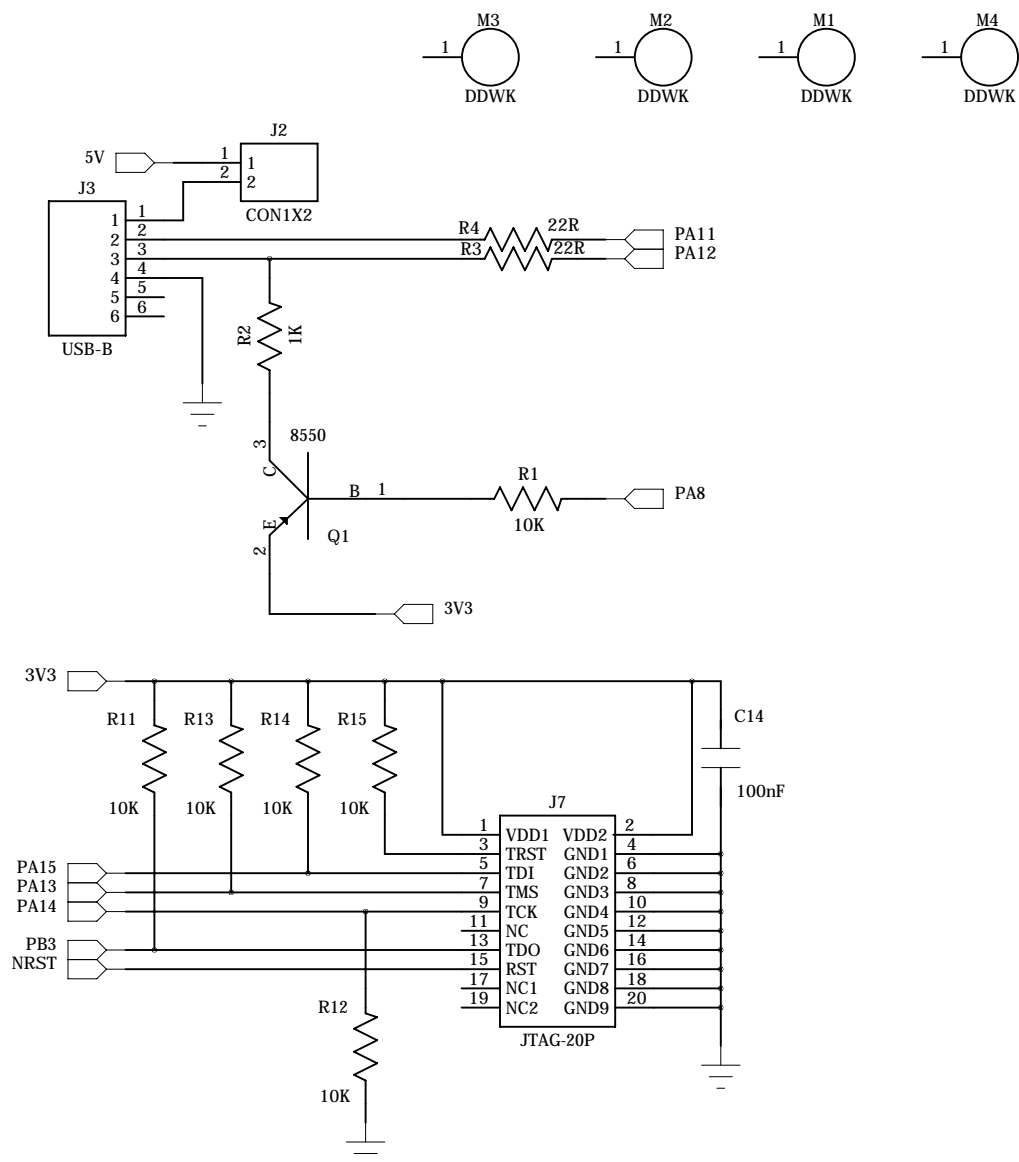 M3 M2 M1 M4
1 1 1 1
DDWK DDWK DDWK DDWK
J2
5V 1 1
2 2
CON1X2
J3
1 1
2 2
3 3
4 4
5 5
6 6
USB-B
R4 22R PA11
R3 22R PA12
R2 1K
8550
3 C
B 1
E 2
Q1
R1
10K
PA8
3V3
3V3
R11 R13 R14 R15
10K 10K 10K 10K
C14
100nF
J7
1 VDD1 VDD2 2
3 TRST GND1 4
PA15 5 TDI GND2 6
PA13 7 TMS GND3 8
PA14 9 TCK GND4 10
11 NC GND5 12
PB3 13 TDO GND6 14
NRST 15 RST GND7 16
17 NC1 GND8 18
19 NC2 GND9 20
JTAG-20P
R12
10K